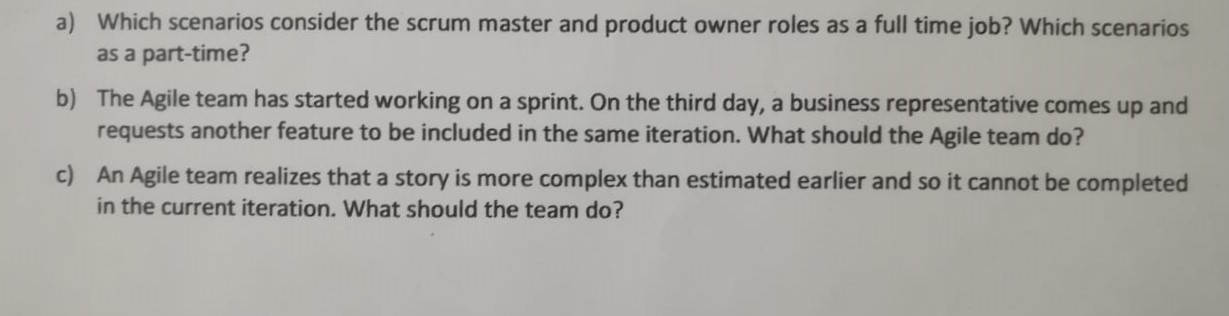 a) Which scenarios consider the scrum master and product owner roles as a full time job? Which scenarios
as a part-time?
b) The Agile team has started working on a sprint. On the third day, a business representative comes up and
requests another feature to be included in the same iteration. What should the Agile team do?
c) An Agile team realizes that a story is more complex than estimated earlier and so it cannot be completed
in the current iteration. What should the team do?